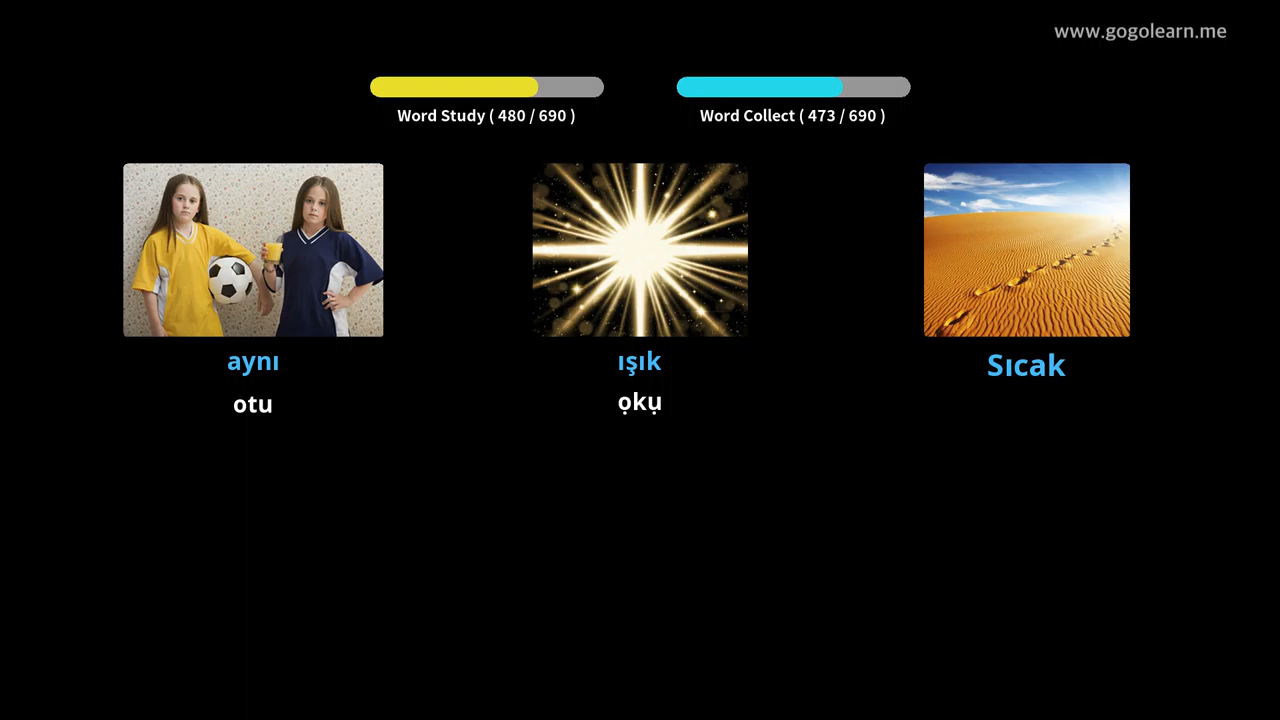 www.gogolearn.me
Word Study ( 480 / 690 )
Word Collect ( 473 / 690 )
aynı
ışık
Sıcak
otu
ọkụ